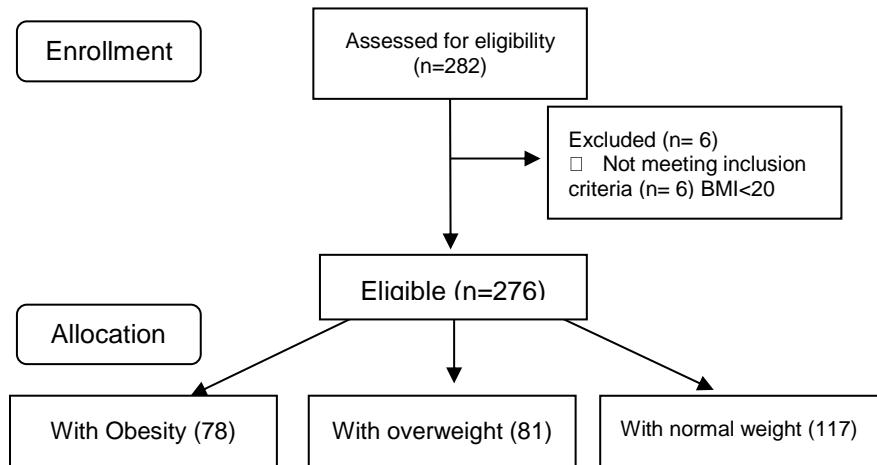 Enrollment
Assessed for eligibility
(n=282)
Excluded (n= 6)
□ Not meeting inclusion
criteria (n= 6) BMI<20
Eligible (n=276)
Allocation
With Obesity (78)
With overweight (81)
With normal weight (117)